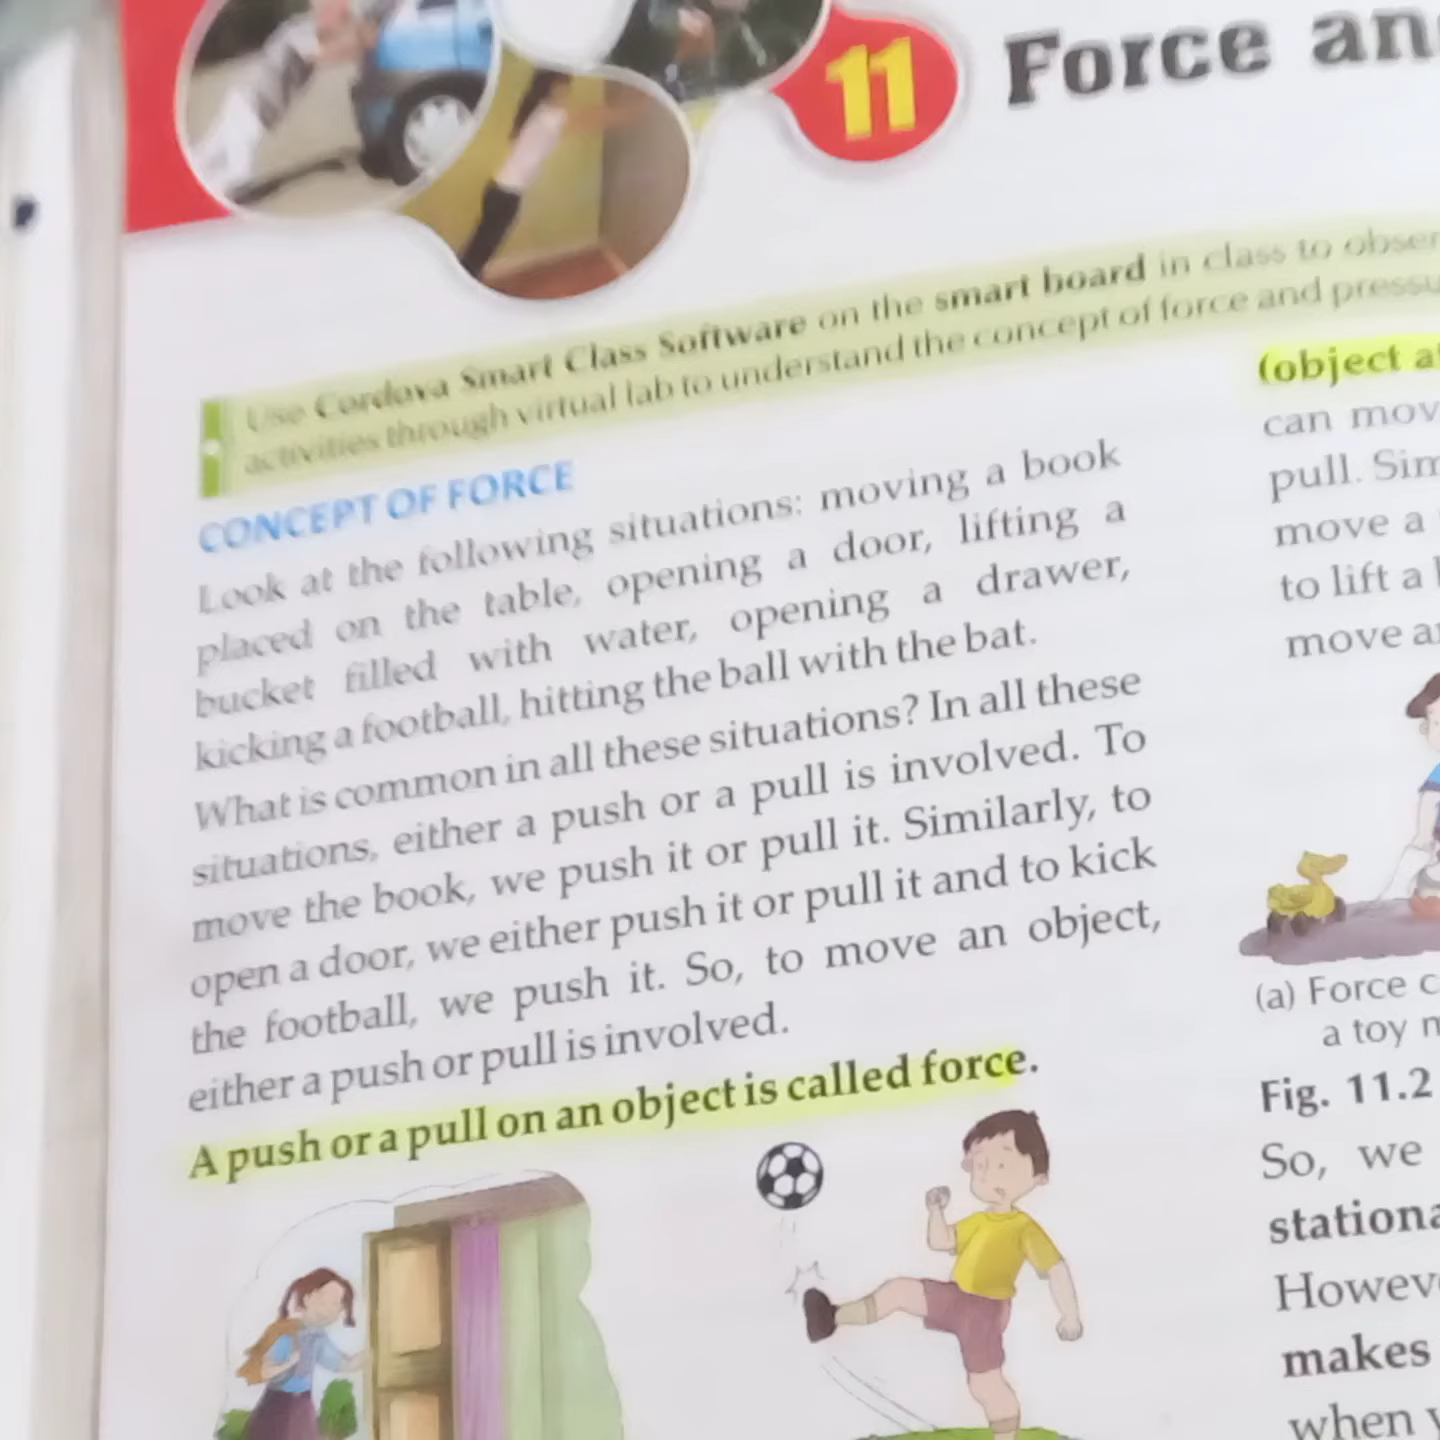 11 Force
Use Cordova Smart Class Software on the smart board in class to
activities through virtual lab to understand the concept of force and
CONCEPT OF FORCE
Look at the following situations: moving a book
placed on the table, opening a door, lifting a
bucket filled with water, opening a drawer,
kicking a football, hitting the ball with the bat.
What is common in all these situations? In all these
situations, either a push or a pull is involved. To
move the book, we push it or pull it. Similarly, to
open a door, we either push it or pull it and to kick
the football, we push it. So, to move an object,
either a push or pull is involved.
A push or a pull on an object is called force.
(object
can
pull.
move a
to lift a
move
(a) Force
a toy
Fig. 11.2
So, we
makes
when